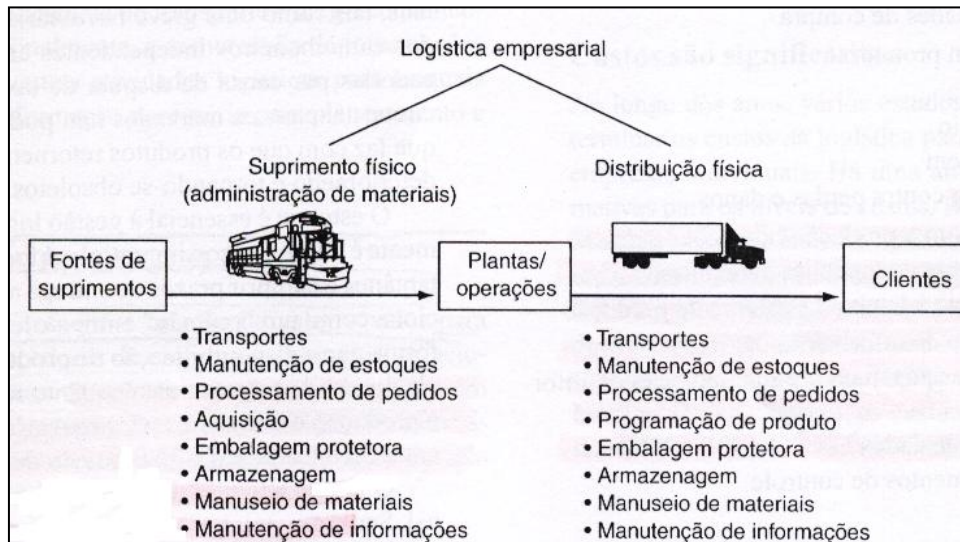 Logística empresarial
Suprimento físico
(administração de materiais)
Distribuição física
Fontes de
suprimentos
Plantas/
operações
Clientes
• Transportes
• Manutenção de estoques
• Processamento de pedidos
• Aquisição
• Embalagem protetora
• Armazenagem
• Manuseio de materiais
• Manutenção de informações
• Transportes
• Manutenção de estoques
• Processamento de pedidos
• Programação de produto
• Embalagem protetora
• Armazenagem
• Manuseio de materiais
• Manutenção de informações